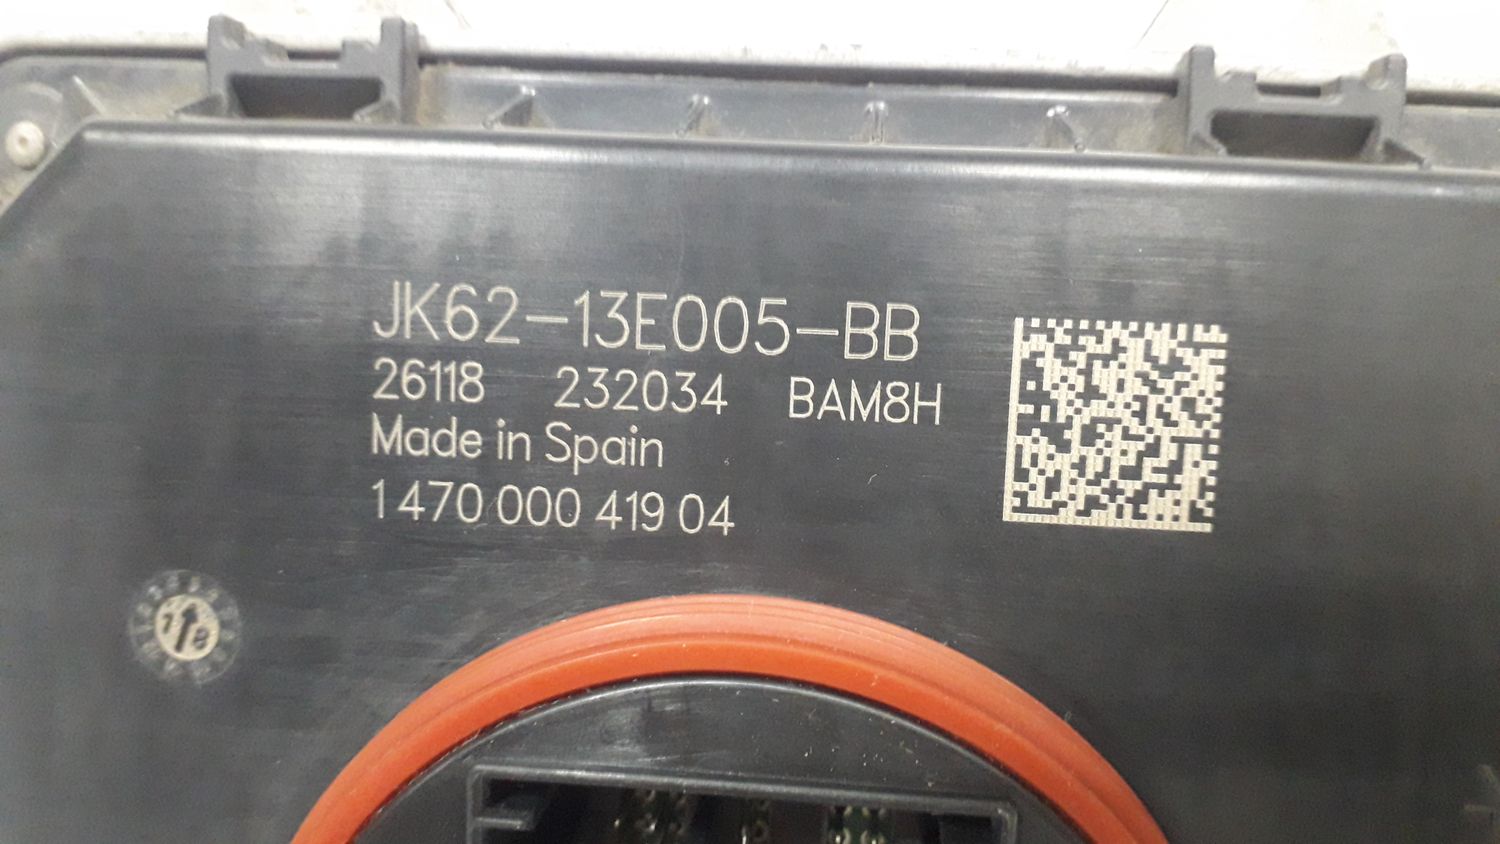 JK62-13E005-BB
26118 232034 BAM8H
Made in Spain
1 470 000 419 04